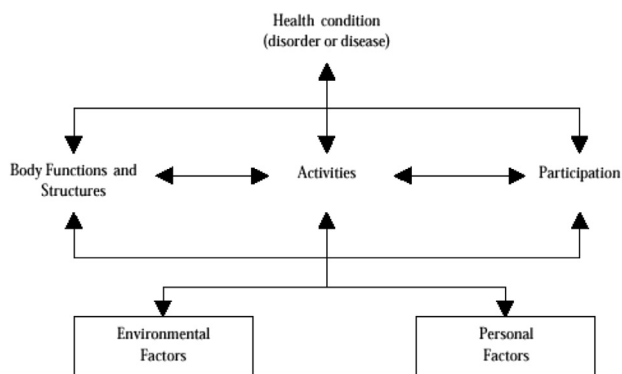 Health condition
(disorder or disease)
Body Functions and
Structures
Activities
Participation
Environmental
Factors
Personal
Factors